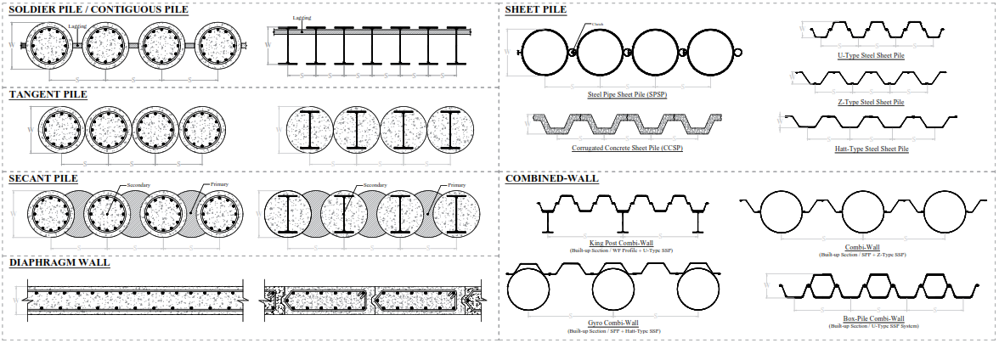 SOLDIER PILE / CONTIGUOUS PILE
Lagging
Lagging
W
W
S
S
S
S
S
S
S
S
S
TANGENT PILE
W
W
S
S
S
S
S
S
SECANT PILE
Secondary
Primary
Secondary
Primary
W
W
S
S
S
S
S
S
DIAPHRAGM WALL
W
SHEET PILE
Clutch
W
S
S
S
Steel Pipe Sheet Pile (SPSP)
W
S
S
S
Corrugated Concrete Sheet Pile (CCSP)
W
S
S
S
U-Type Steel Sheet Pile
W
S
S
S
Z-Type Steel Sheet Pile
W
S
S
S
Hatt-Type Steel Sheet Pile
COMBINED-WALL
S
S
King Post Combi-Wall
(Built-up Section / WF Profile + U-Type SSP)
S
S
Combi-Wall
(Built-up Section / SPP + Z-Type SSP)
S
S
Gyro Combi-Wall
(Built-up Section / SPP + Hatt-Type SSP)
W
S
S
S
Box-Pile Combi-Wall
(Built-up Section / U-Type SSP System)